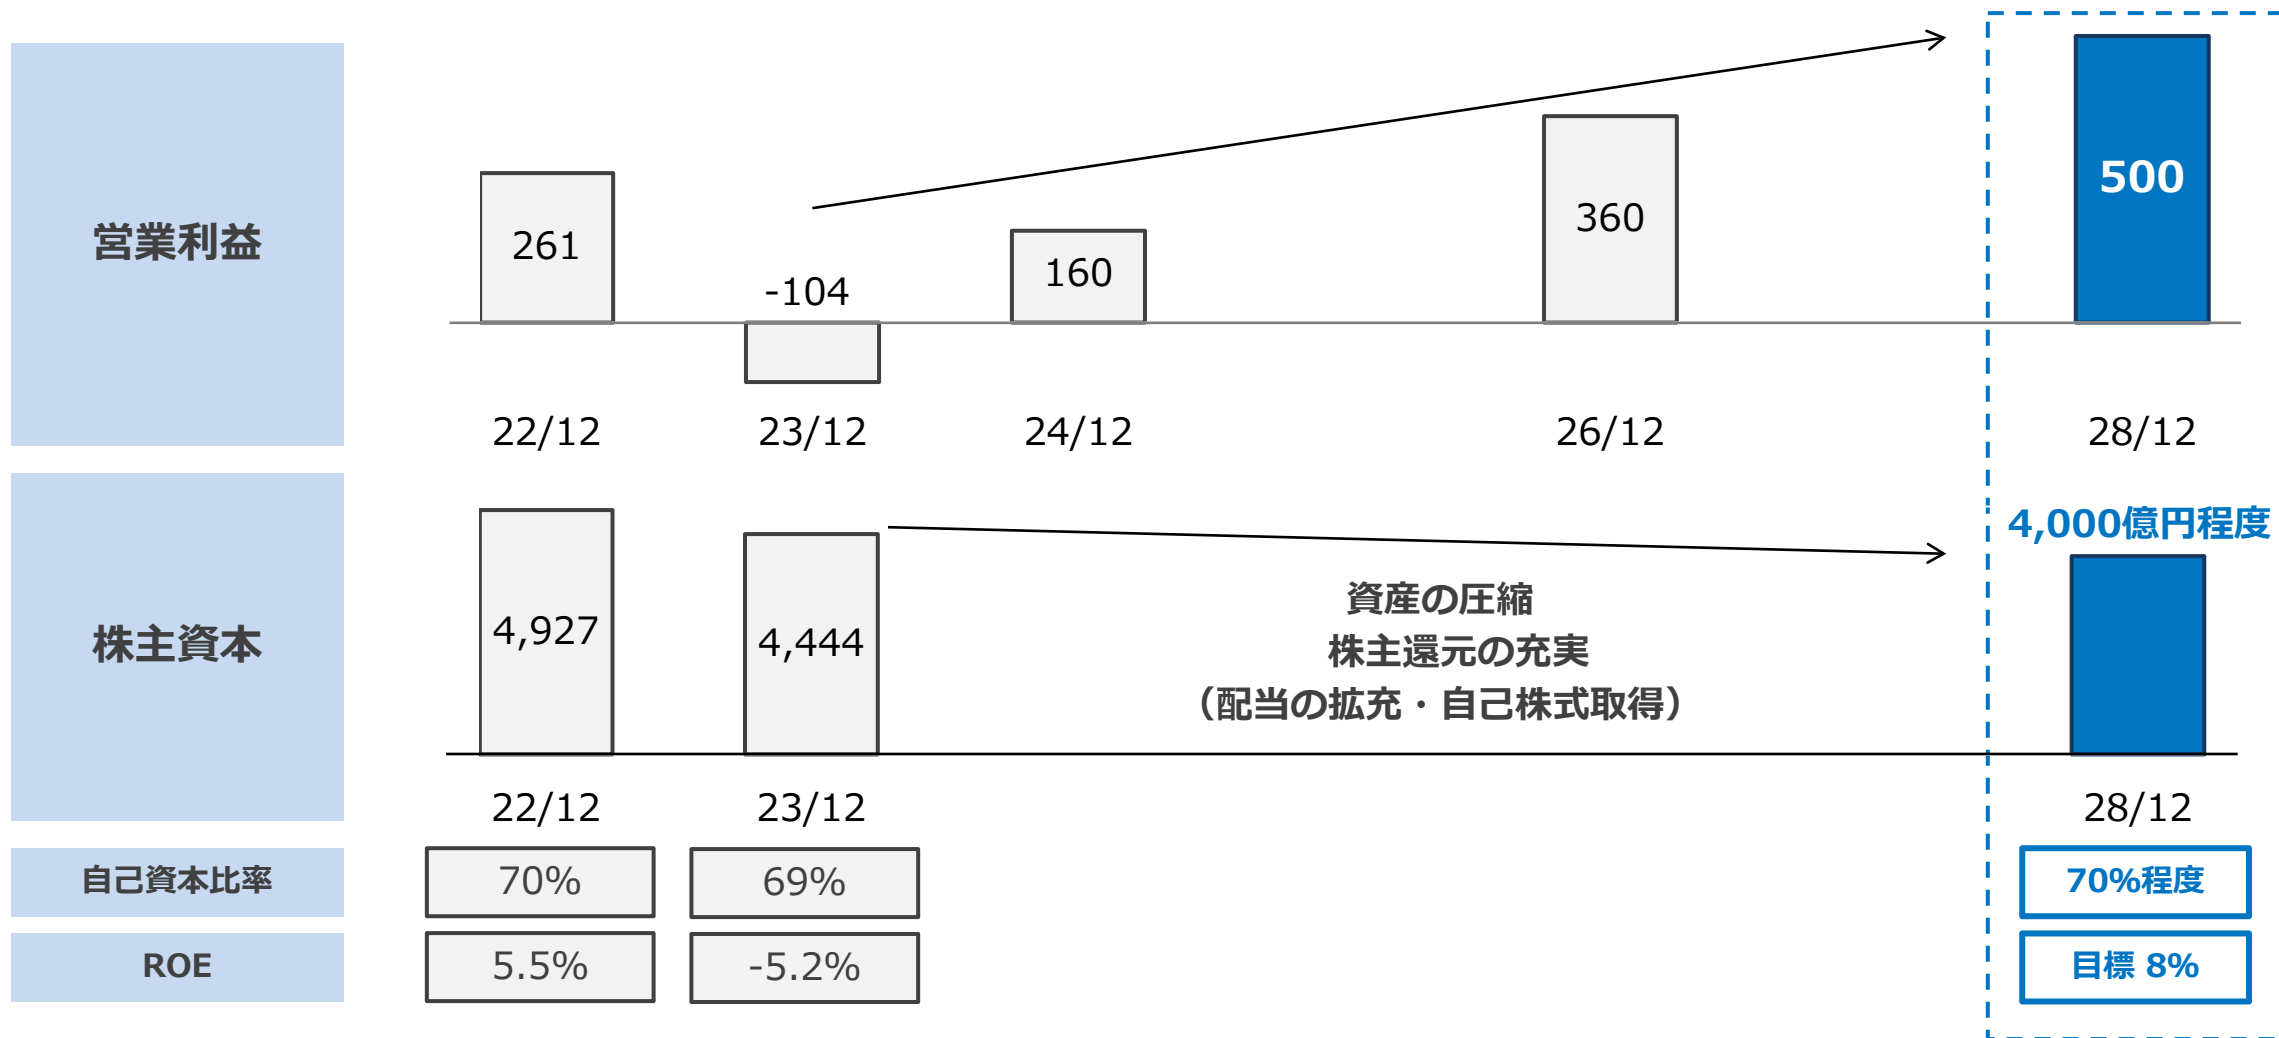 営業利益
261
-104
160
360
500
22/12
23/12
24/12
26/12
28/12
株主資本
4,927
4,444
4,000億円程度
資産の圧縮
株主還元の充実
（配当の拡充・自己株式取得）
22/12
23/12
28/12
自己資本比率
70%
69%
70%程度
ROE
5.5%
-5.2%
目標 8%